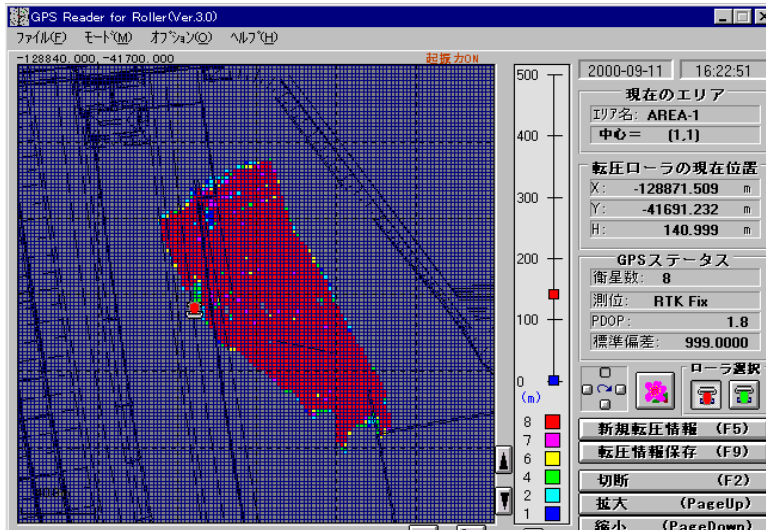 GPS Reader for Roller(Ver.3.0)
ファイル(F) モード(M) オプション(O) ヘルプ(H)
-128840.000,-41700.000 起振力ON
500
400
300
200
100
0
(m)
8
7
6
4
2
1
2000-09-11 16:22:51
現在のエリア
エリア名: AREA-1
中心= (1,1)
転圧ローラの現在位置
X: -128871.509 m
Y: -41691.232 m
H: 140.999 m
GPSステータス
衛星数: 8
測位: RTK Fix
PDOP: 1.8
標準偏差: 999.0000
ローラ選択
新規転圧情報 (F5)
転圧情報保存 (F9)
切断 (F2)
拡大 (PageUp)
縮小 (PageDown)